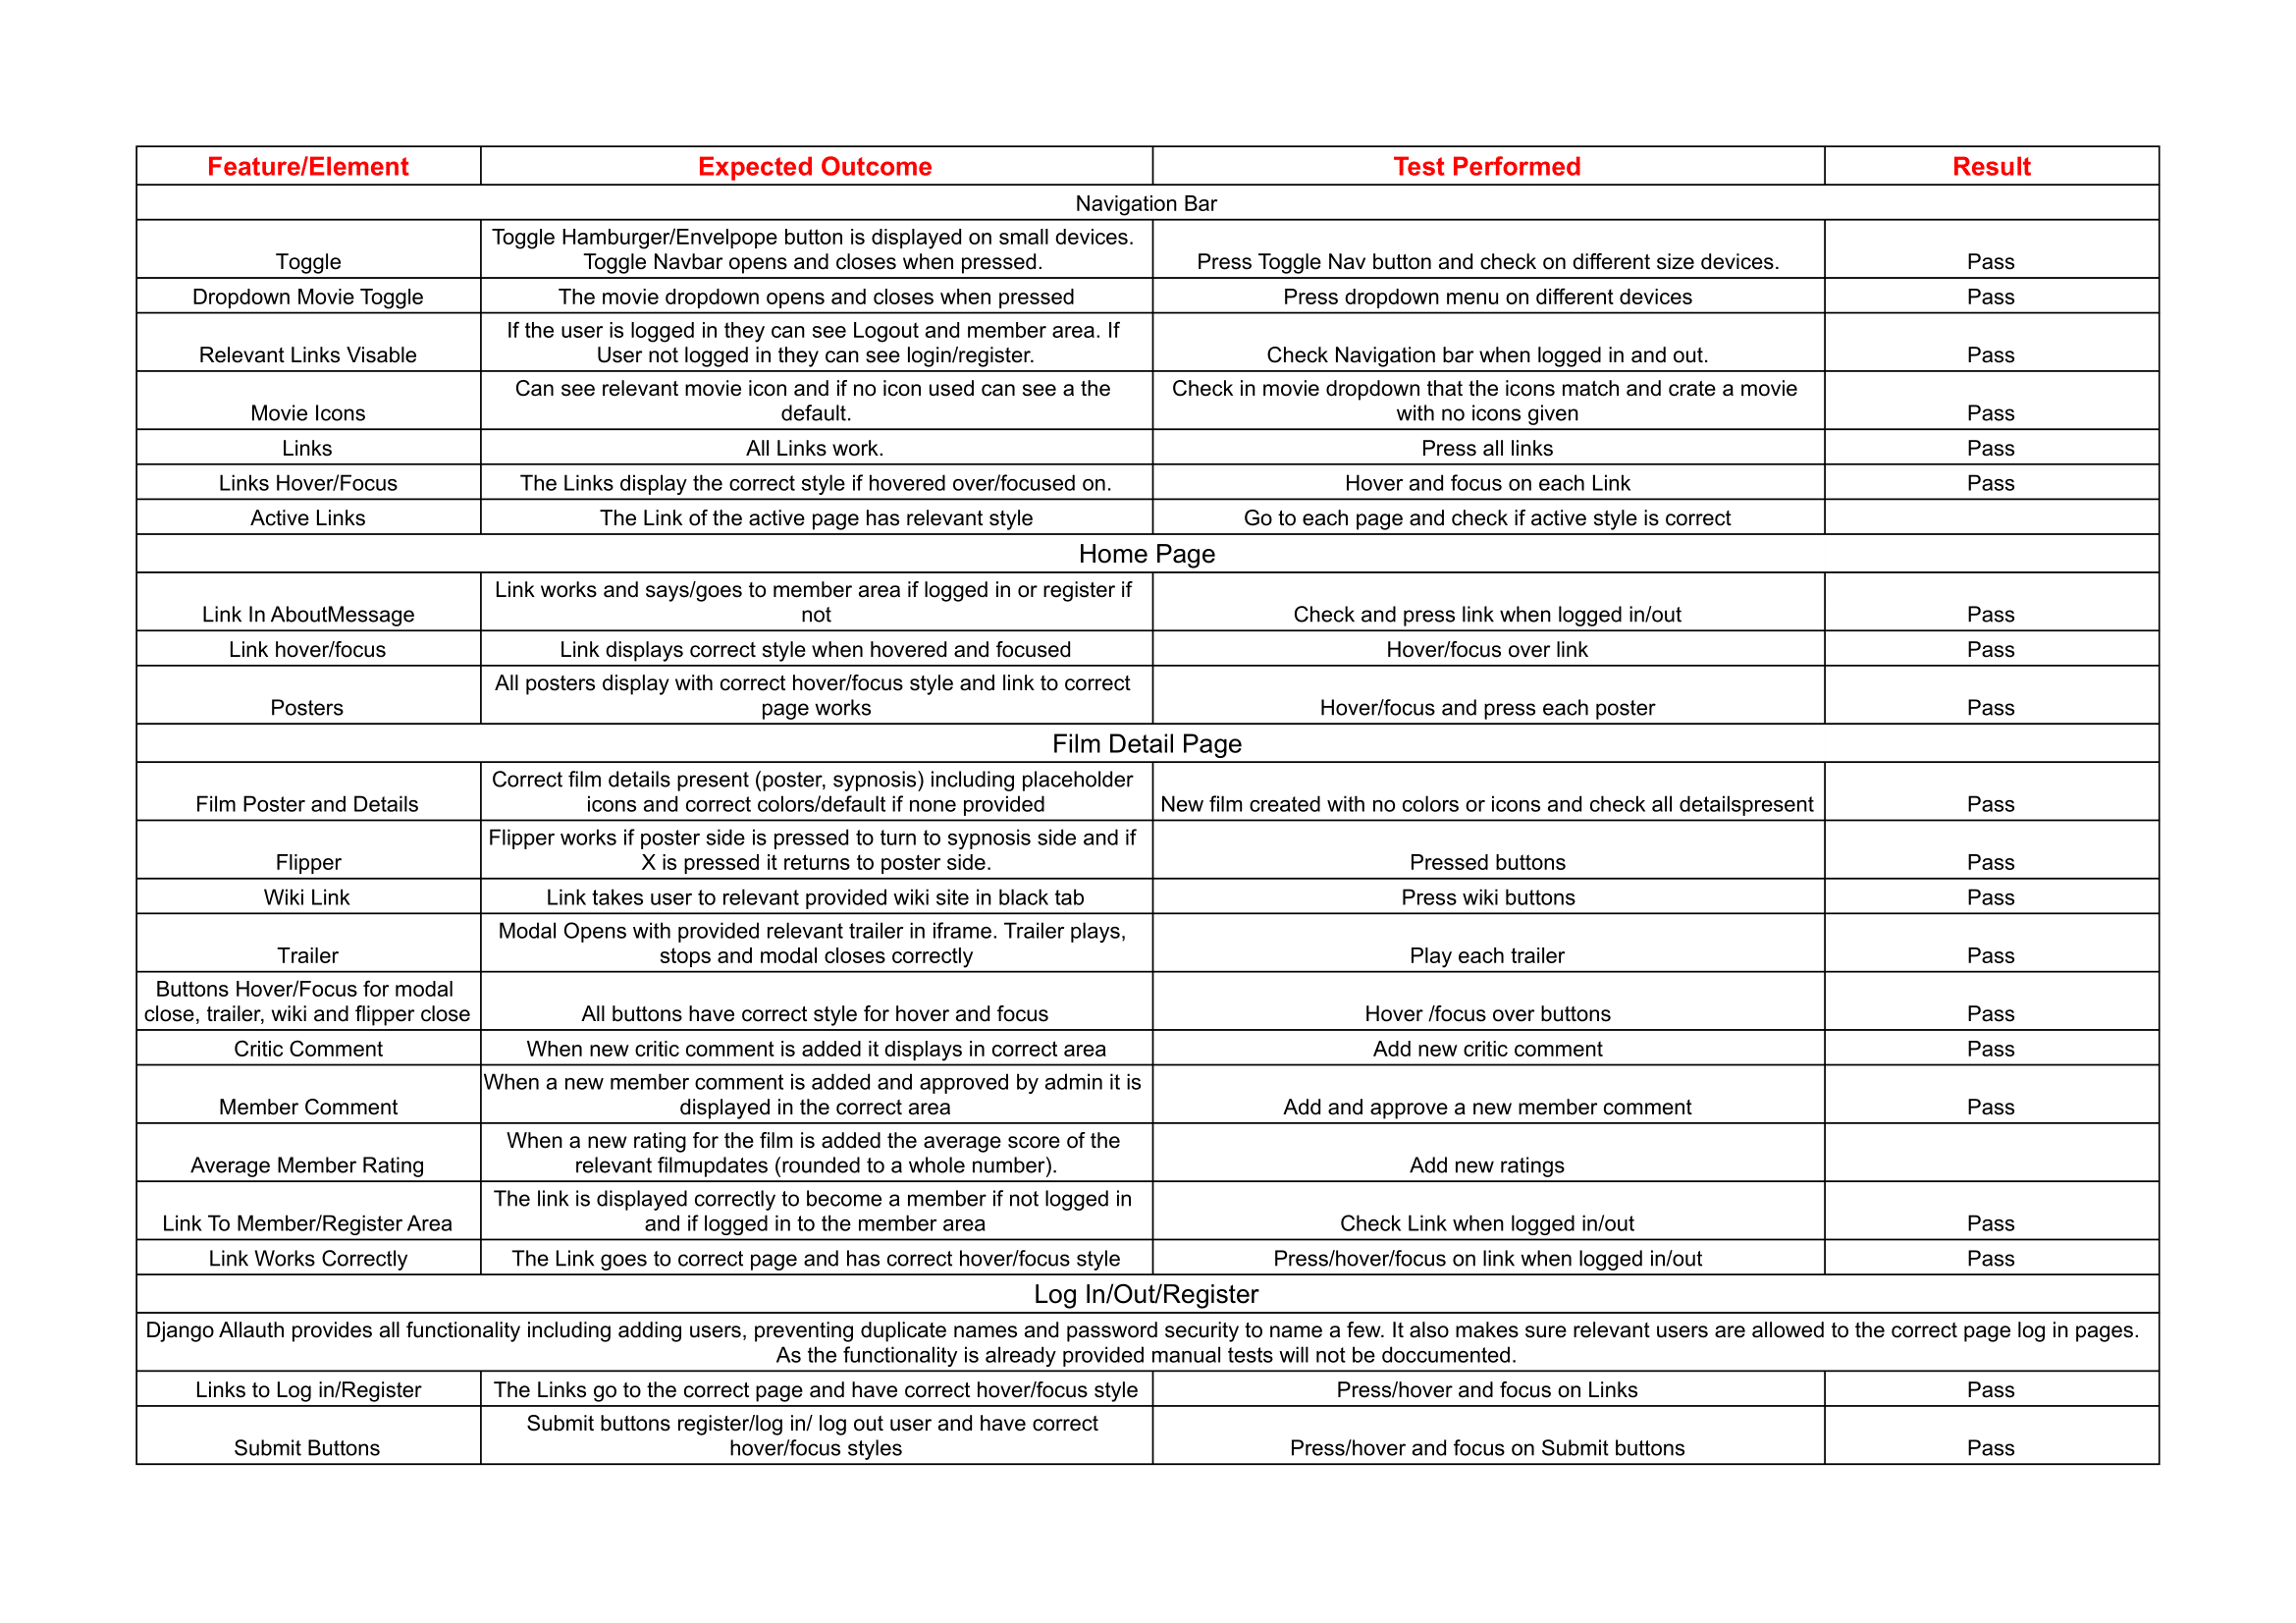 Feature/Element Expected Outcome Test Performed Result
Navigation Bar
Toggle Hamburger/Envelpope button is displayed on small devices.
Toggle Toggle Navbar opens and closes when pressed. Press Toggle Nav button and check on different size devices. Pass
Dropdown Movie Toggle The movie dropdown opens and closes when pressed Press dropdown menu on different devices Pass
If the user is logged in they can see Logout and member area. If
Relevant Links Visable User not logged in they can see login/register. Check Navigation bar when logged in and out. Pass
Can see relevant movie icon and if no icon used can see a the Check in movie dropdown that the icons match and crate a movie
Movie Icons default. with no icons given Pass
Links All Links work. Press all links Pass
Links Hover/Focus The Links display the correct style if hovered over/focused on. Hover and focus on each Link Pass
Active Links The Link of the active page has relevant style Go to each page and check if active style is correct
Home Page
Link works and says/goes to member area if logged in or register if
Link In AboutMessage not Check and press link when logged in/out Pass
Link hover/focus Link displays correct style when hovered and focused Hover/focus over link Pass
All posters display with correct hover/focus style and link to correct
Posters page works Hover/focus and press each poster Pass
Film Detail Page
Correct film details present (poster, sypnosis) including placeholder
Film Poster and Details icons and correct colors/default if none provided New film created with no colors or icons and check all detailspresent Pass
Flipper works if poster side is pressed to turn to sypnosis side and if
Flipper X is pressed it returns to poster side. Pressed buttons Pass
Wiki Link Link takes user to relevant provided wiki site in black tab Press wiki buttons Pass
Modal Opens with provided relevant trailer in iframe. Trailer plays,
Trailer stops and modal closes correctly Play each trailer Pass
Buttons Hover/Focus for modal
close, trailer, wiki and flipper close All buttons have correct style for hover and focus Hover /focus over buttons Pass
Critic Comment When new critic comment is added it displays in correct area Add new critic comment Pass
When a new member comment is added and approved by admin it is
Member Comment displayed in the correct area Add and approve a new member comment Pass
When a new rating for the film is added the average score of the
Average Member Rating relevant filmupdates (rounded to a whole number). Add new ratings
The link is displayed correctly to become a member if not logged in
Link To Member/Register Area and if logged in to the member area Check Link when logged in/out Pass
Link Works Correctly The Link goes to correct page and has correct hover/focus style Press/hover/focus on link when logged in/out Pass
Log In/Out/Register
Django Allauth provides all functionality including adding users, preventing duplicate names and password security to name a few. It also makes sure relevant users are allowed to the correct page log in pages.
As the functionality is already provided manual tests will not be doccumented.
Links to Log in/Register The Links go to the correct page and have correct hover/focus style Press/hover and focus on Links Pass
Submit buttons register/log in/ log out user and have correct
Submit Buttons hover/focus styles Press/hover and focus on Submit buttons Pass